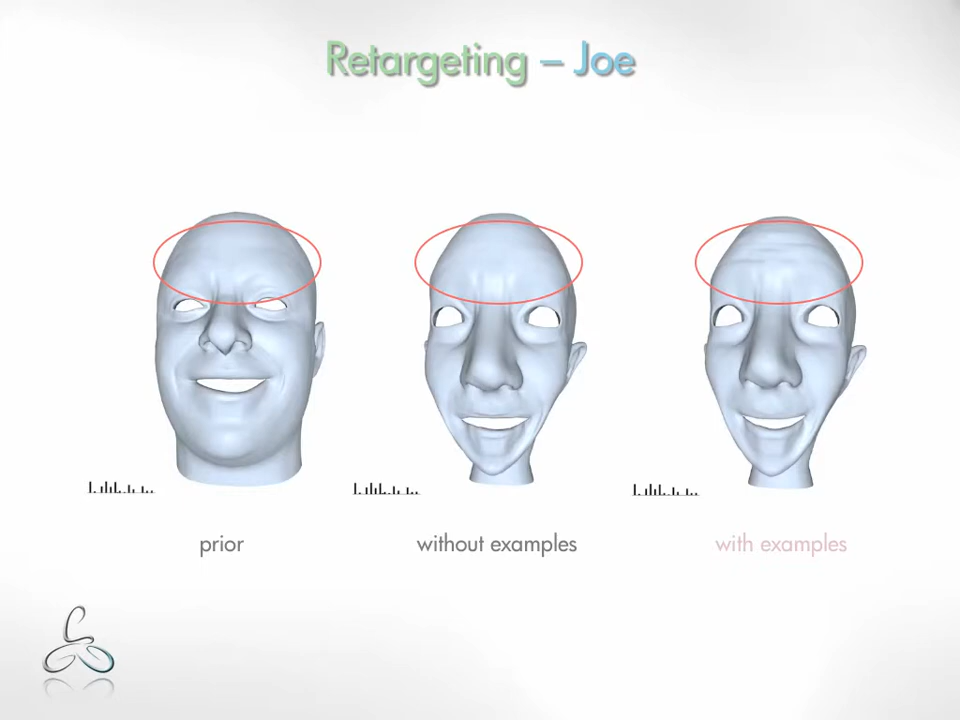 Retargeting – Joe
prior
without examples
with examples